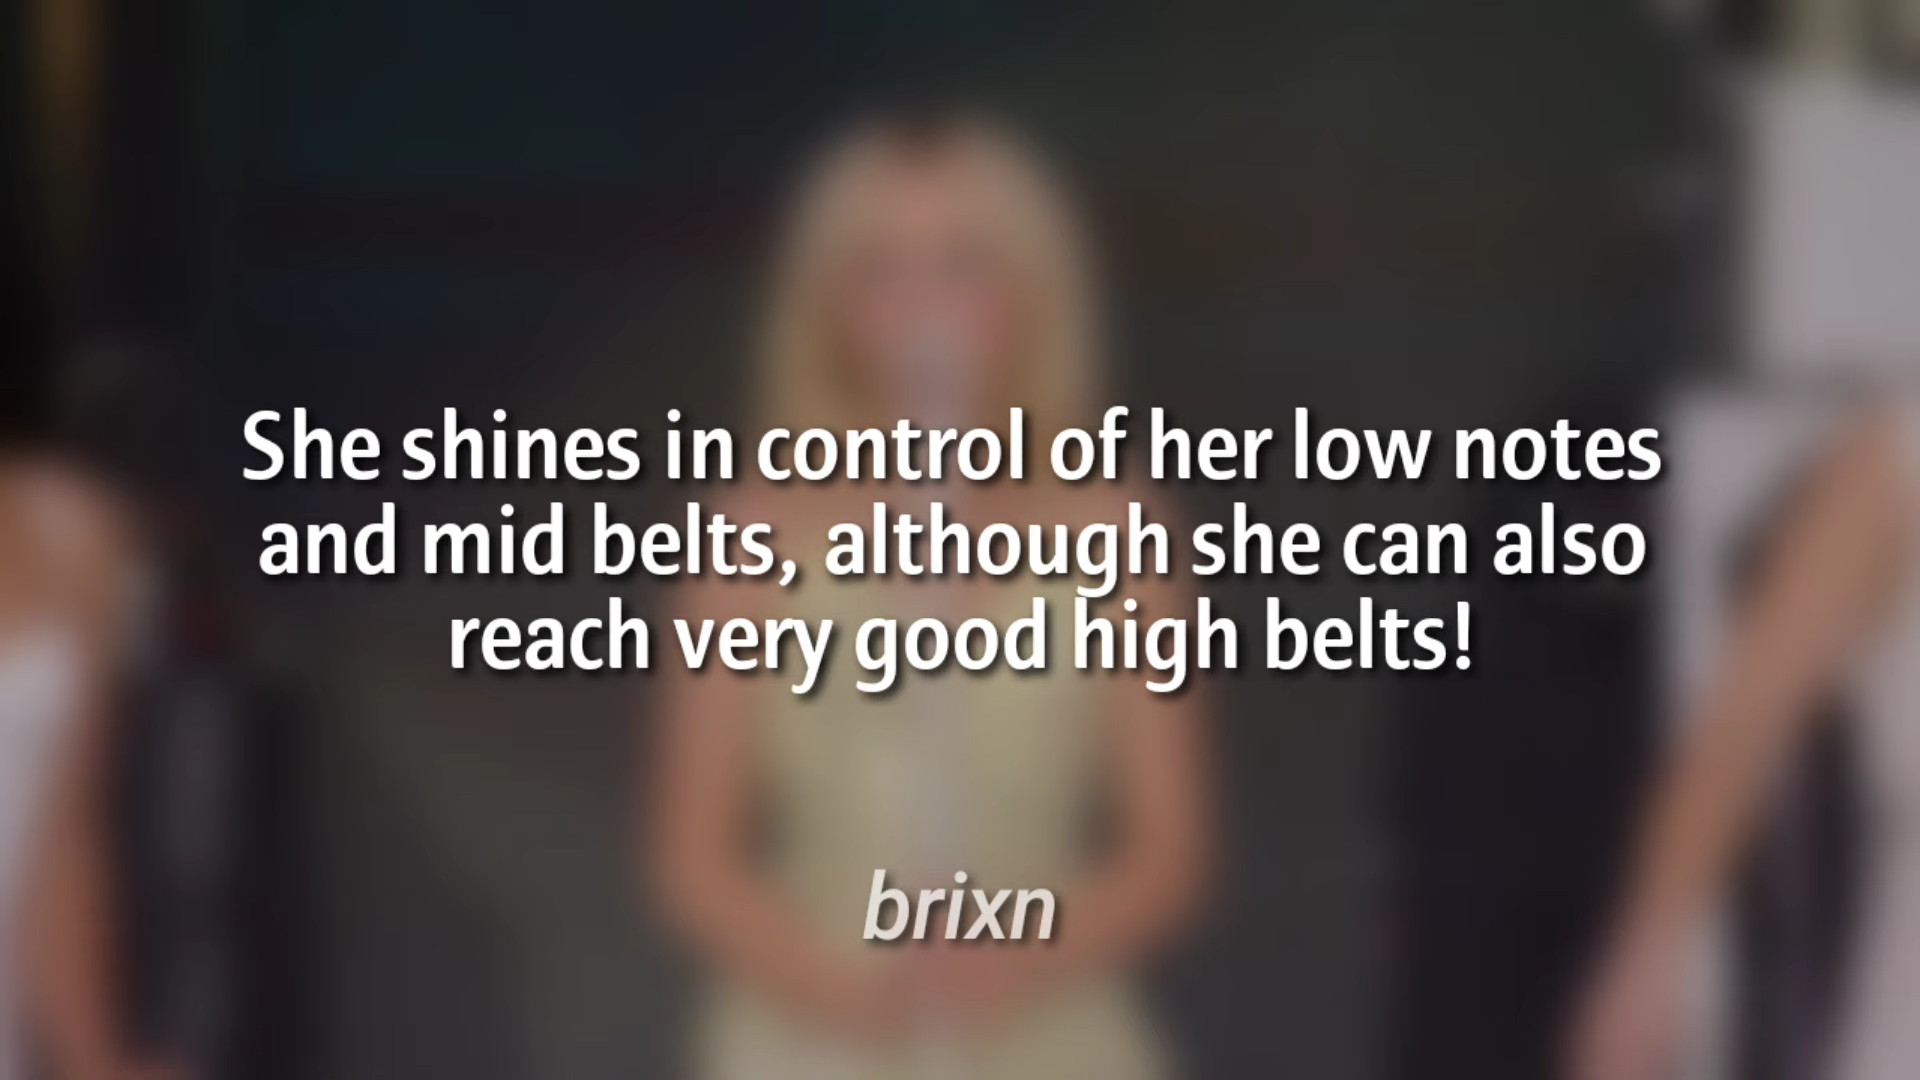 She shines in control of her low notes
and mid belts, although she can also
reach very good high belts!
brixn